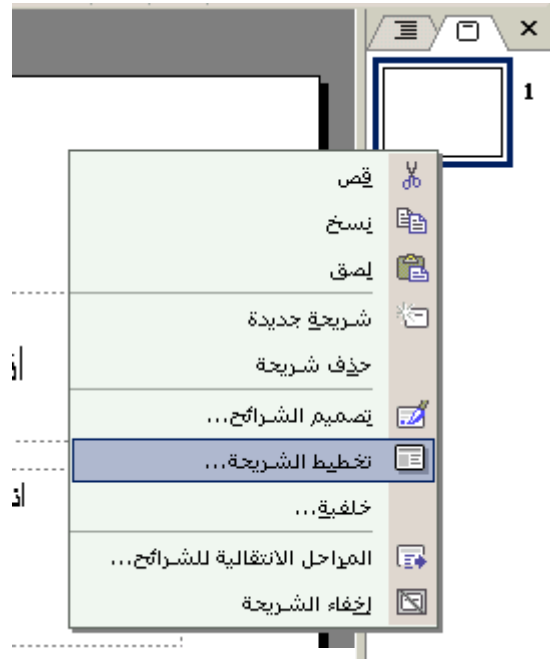 1
قص
نسخ
لصق
شريحة جديدة
حذف شريحة
تصميم الشرائح...
تخطيط الشريحة...
خلفية...
المراحل الانتقالية للشرائح...
إخفاء الشريحة